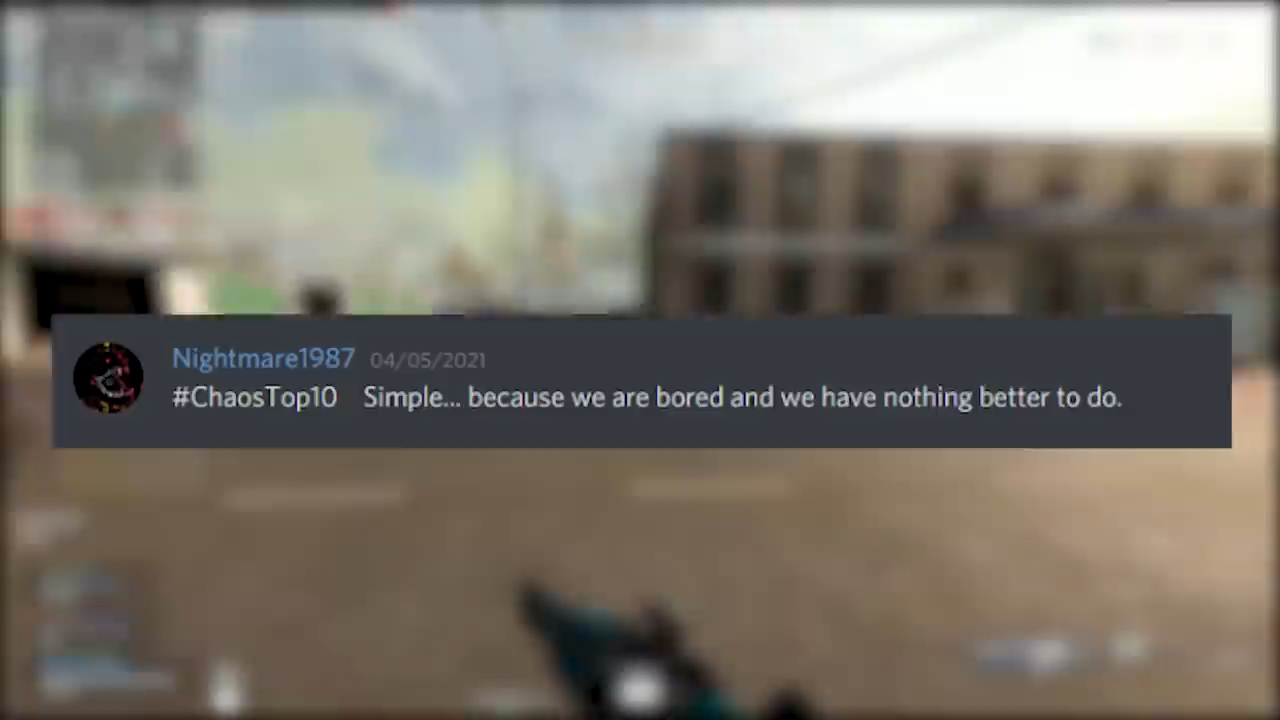 Nightmare1987 04/05/2021
#ChaosTop10 Simple... because we are bored and we have nothing better to do.